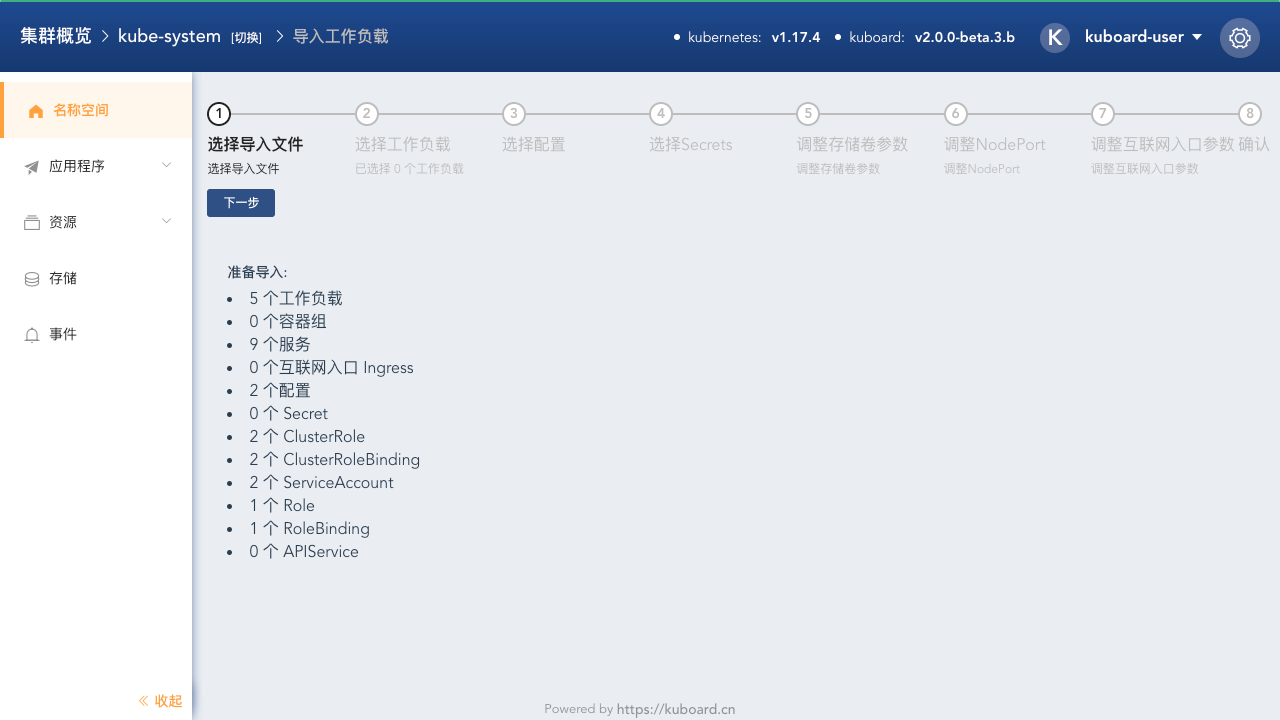 集群概览 > kube-system [切换] > 导入工作负载 • kubernetes: v1.17.4 • kuboard: v2.0.0-beta.3.b K kuboard-user
名称空间
应用程序
资源
存储
事件
« 收起
1 2 3 4 5 6 7 8
选择导入文件 选择工作负载 选择配置 选择Secrets 调整存储卷参数 调整NodePort 调整互联网入口参数 确认
选择导入文件 已选择 0 个工作负载 调整存储卷参数 调整NodePort 调整互联网入口参数
下一步
准备导入:
• 5 个工作负载
• 0 个容器组
• 9 个服务
• 0 个互联网入口 Ingress
• 2 个配置
• 0 个 Secret
• 2 个 ClusterRole
• 2 个 ClusterRoleBinding
• 2 个 ServiceAccount
• 1 个 Role
• 1 个 RoleBinding
• 0 个 APIService
Powered by https://kuboard.cn